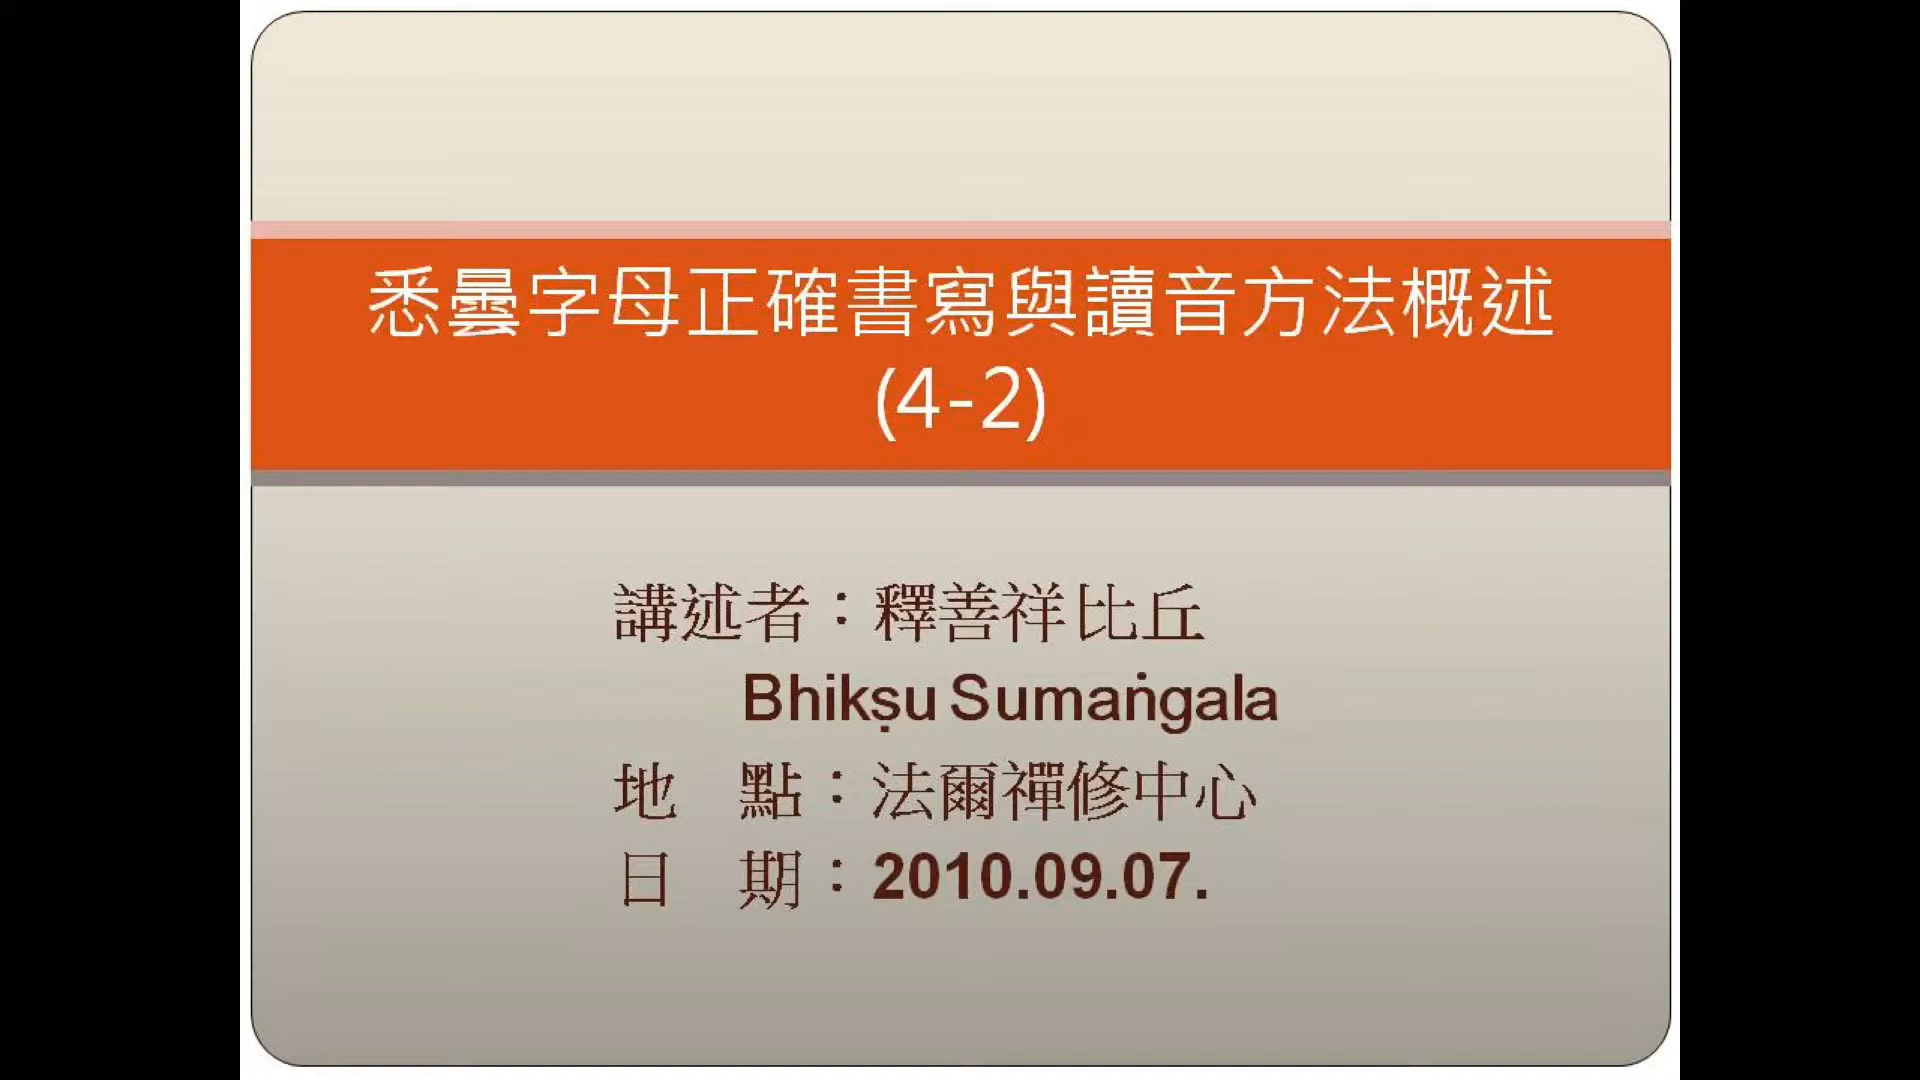 悉曇字母正確書寫與讀音方法概述
(4-2)
講述者：釋善祥比丘
Bhikṣu Sumaṅgala
地　點：法爾禪修中心
日　期：2010.09.07.